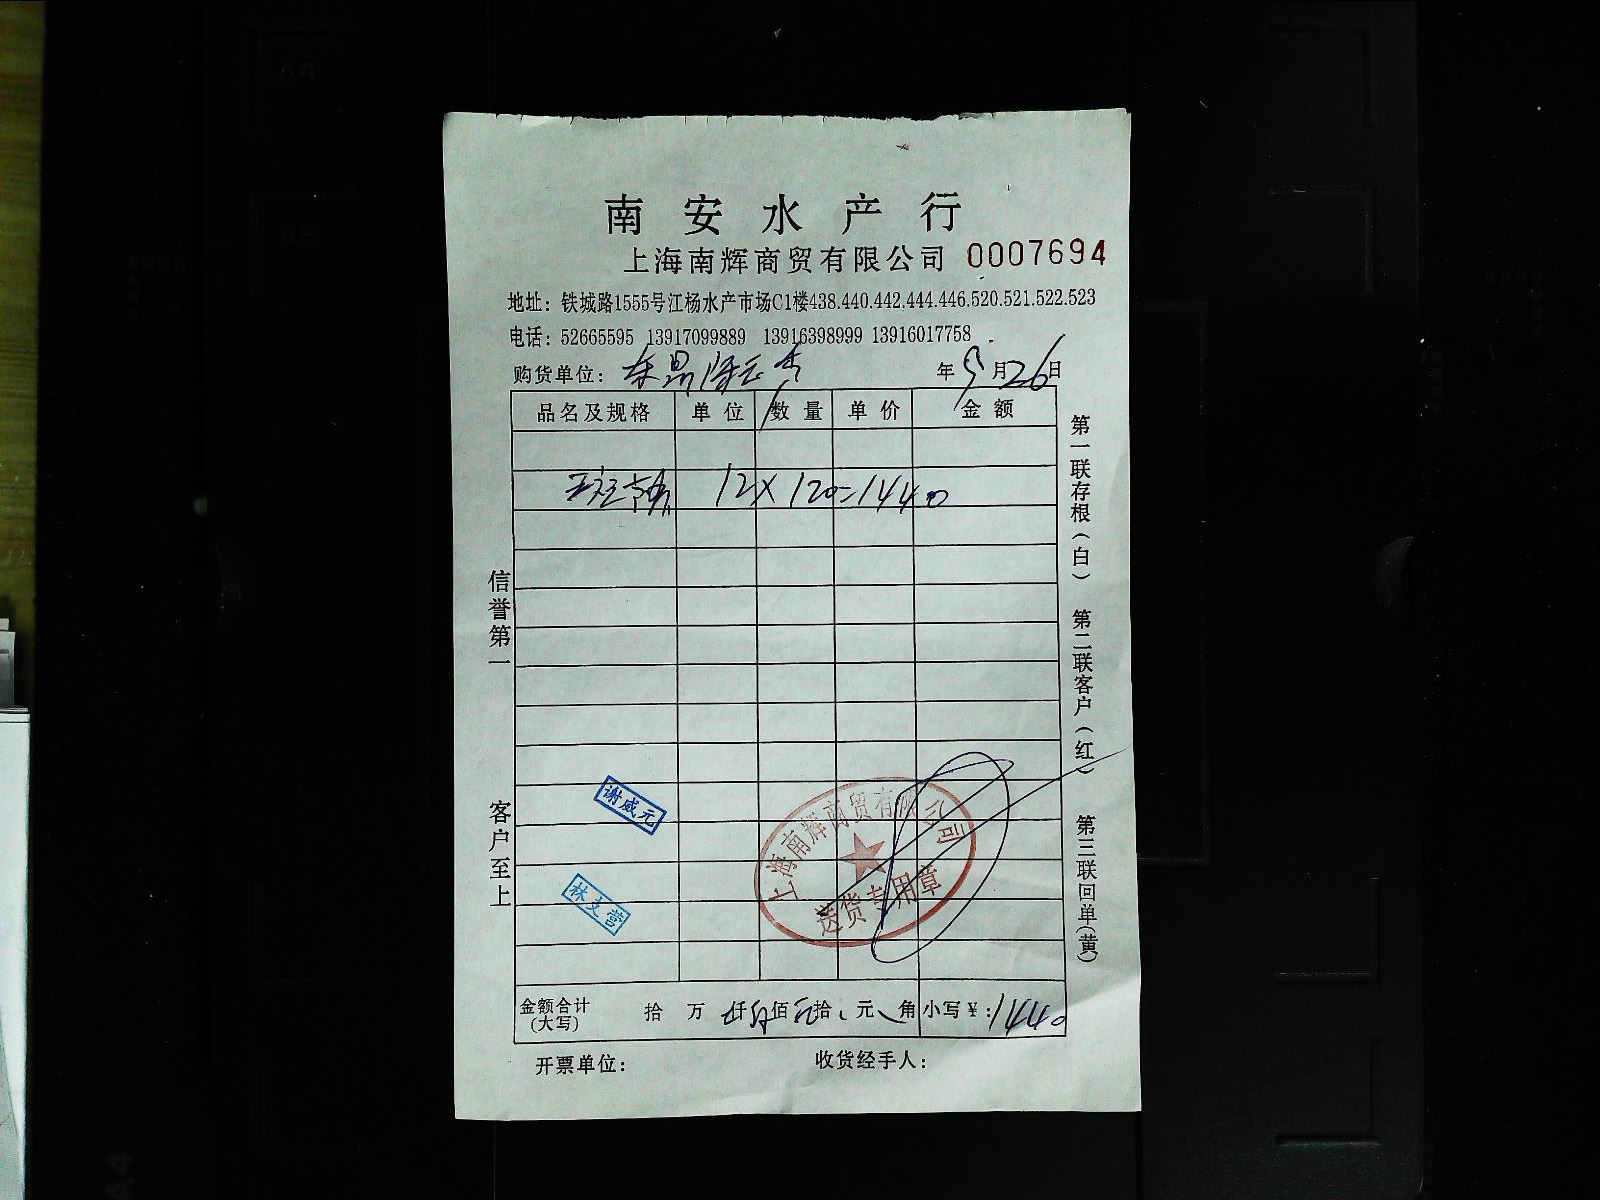 南安水产行
上海南辉商贸有限公司 0007694
地址：铁城路1555号江杨水产市场C1楼438.440.442.444.446.520.521.522.523
电话：52665595 13917099889 13916398999 13916017758
购货单位： 年 9 月 26 日
品名及规格 单位 数量 单价 金额
12 X 120=1440
谢威元
上海南辉商贸有限公司
送货专用章
金额合计(大写) 拾 万 仟 佰 拾 元 角 小写￥：1440
开票单位： 收货经手人：
信誉第一 客户至上
第一联存根（白） 第二联客户（红） 第三联回单(黄)